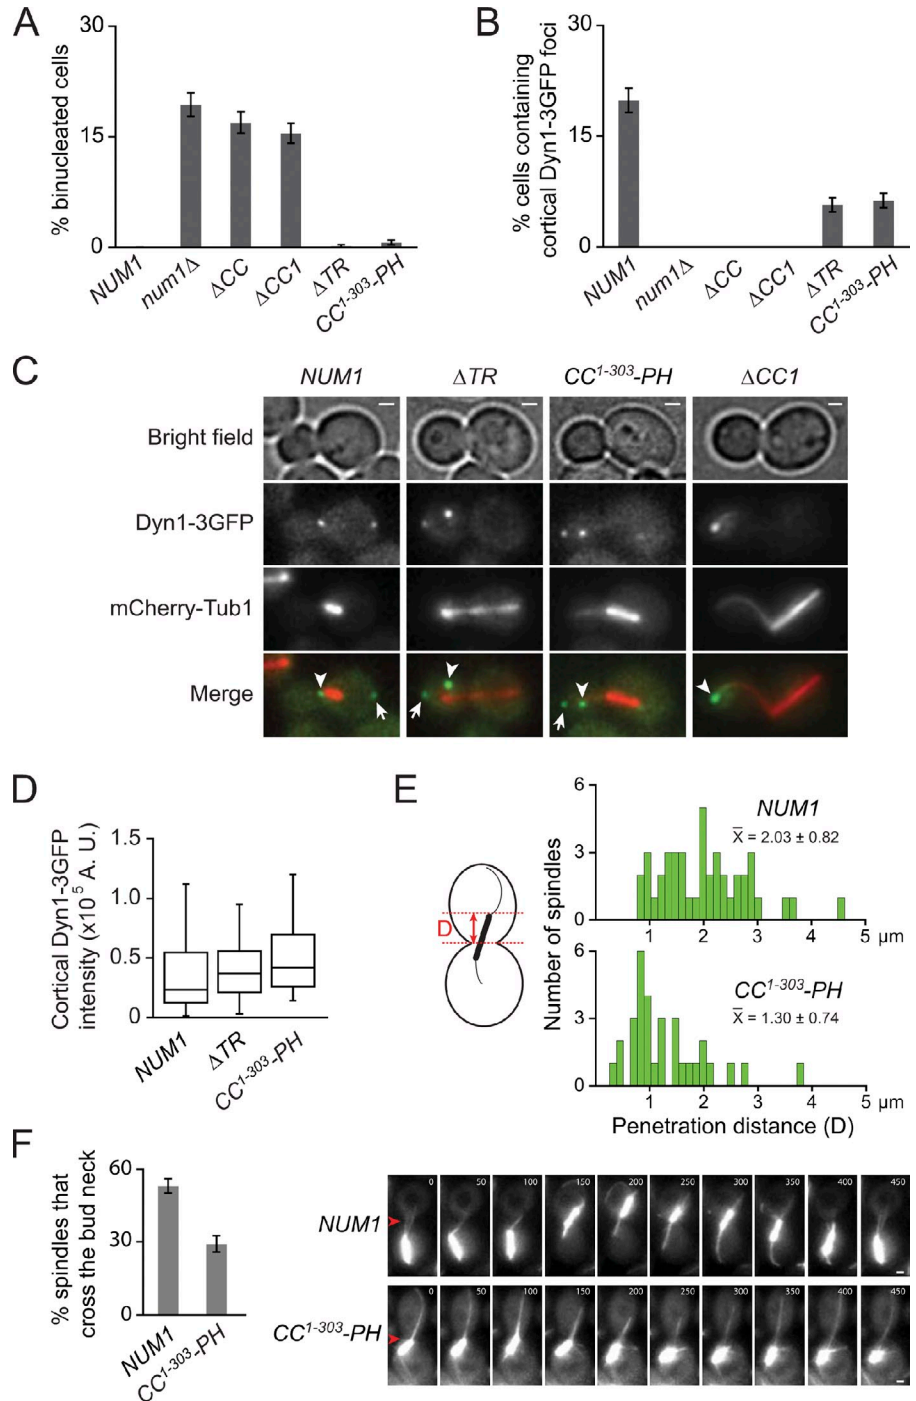 A
30
15
0
% binucleated cells
NUM1
num1Δ
ΔCC
ΔCC1
ΔTR
CC1-303-PH
B
30
15
0
% cells containing
cortical Dyn1-3GFP foci
NUM1
num1Δ
ΔCC
ΔCC1
ΔTR
CC1-303-PH
C
NUM1 ΔTR CC1-303-PH ΔCC1
Bright field
Dyn1-3GFP
mCherry-Tub1
Merge
D
1.5
1.0
0.5
0
Cortical Dyn1-3GFP
intensity (x10 5 A. U.)
NUM1
ΔTR
CC1-303-PH
E
D
Number of spindles
6
3
0
NUM1
X̄ = 2.03 ± 0.82
1 2 3 4 5 µm
6
3
0
CC1-303-PH
X̄ = 1.30 ± 0.74
1 2 3 4 5 µm
Penetration distance (D)
F
60
30
0
% spindles that
cross the bud neck
NUM1
CC1-303-PH
NUM1
0 50 100 150 200 250 300 350 400 450
CC1-303-PH
0 50 100 150 200 250 300 350 400 450